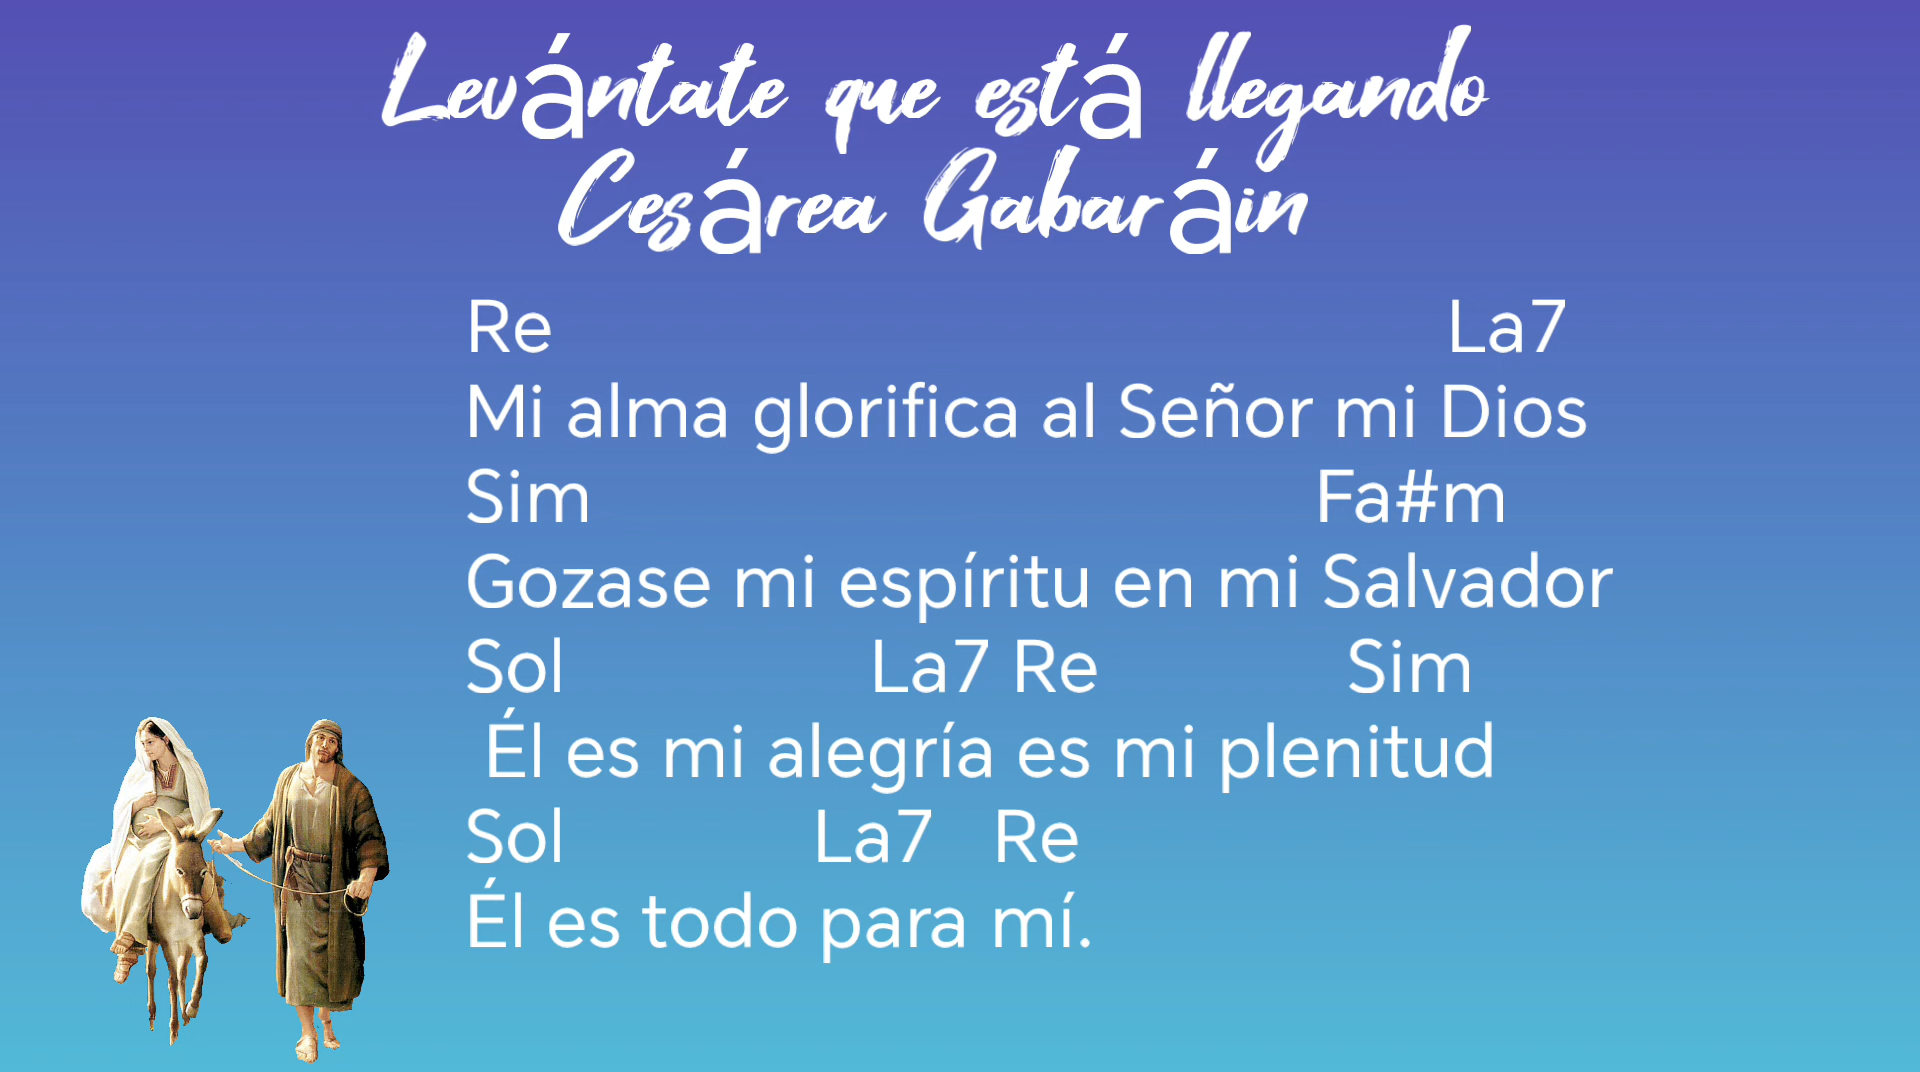 Levántate que está llegando
Cesárea Gabaráin
Re La7
Mi alma glorifica al Señor mi Dios
Sim Fa#m
Gozase mi espíritu en mi Salvador
Sol La7 Re Sim
Él es mi alegría es mi plenitud
Sol La7 Re
Él es todo para mí.